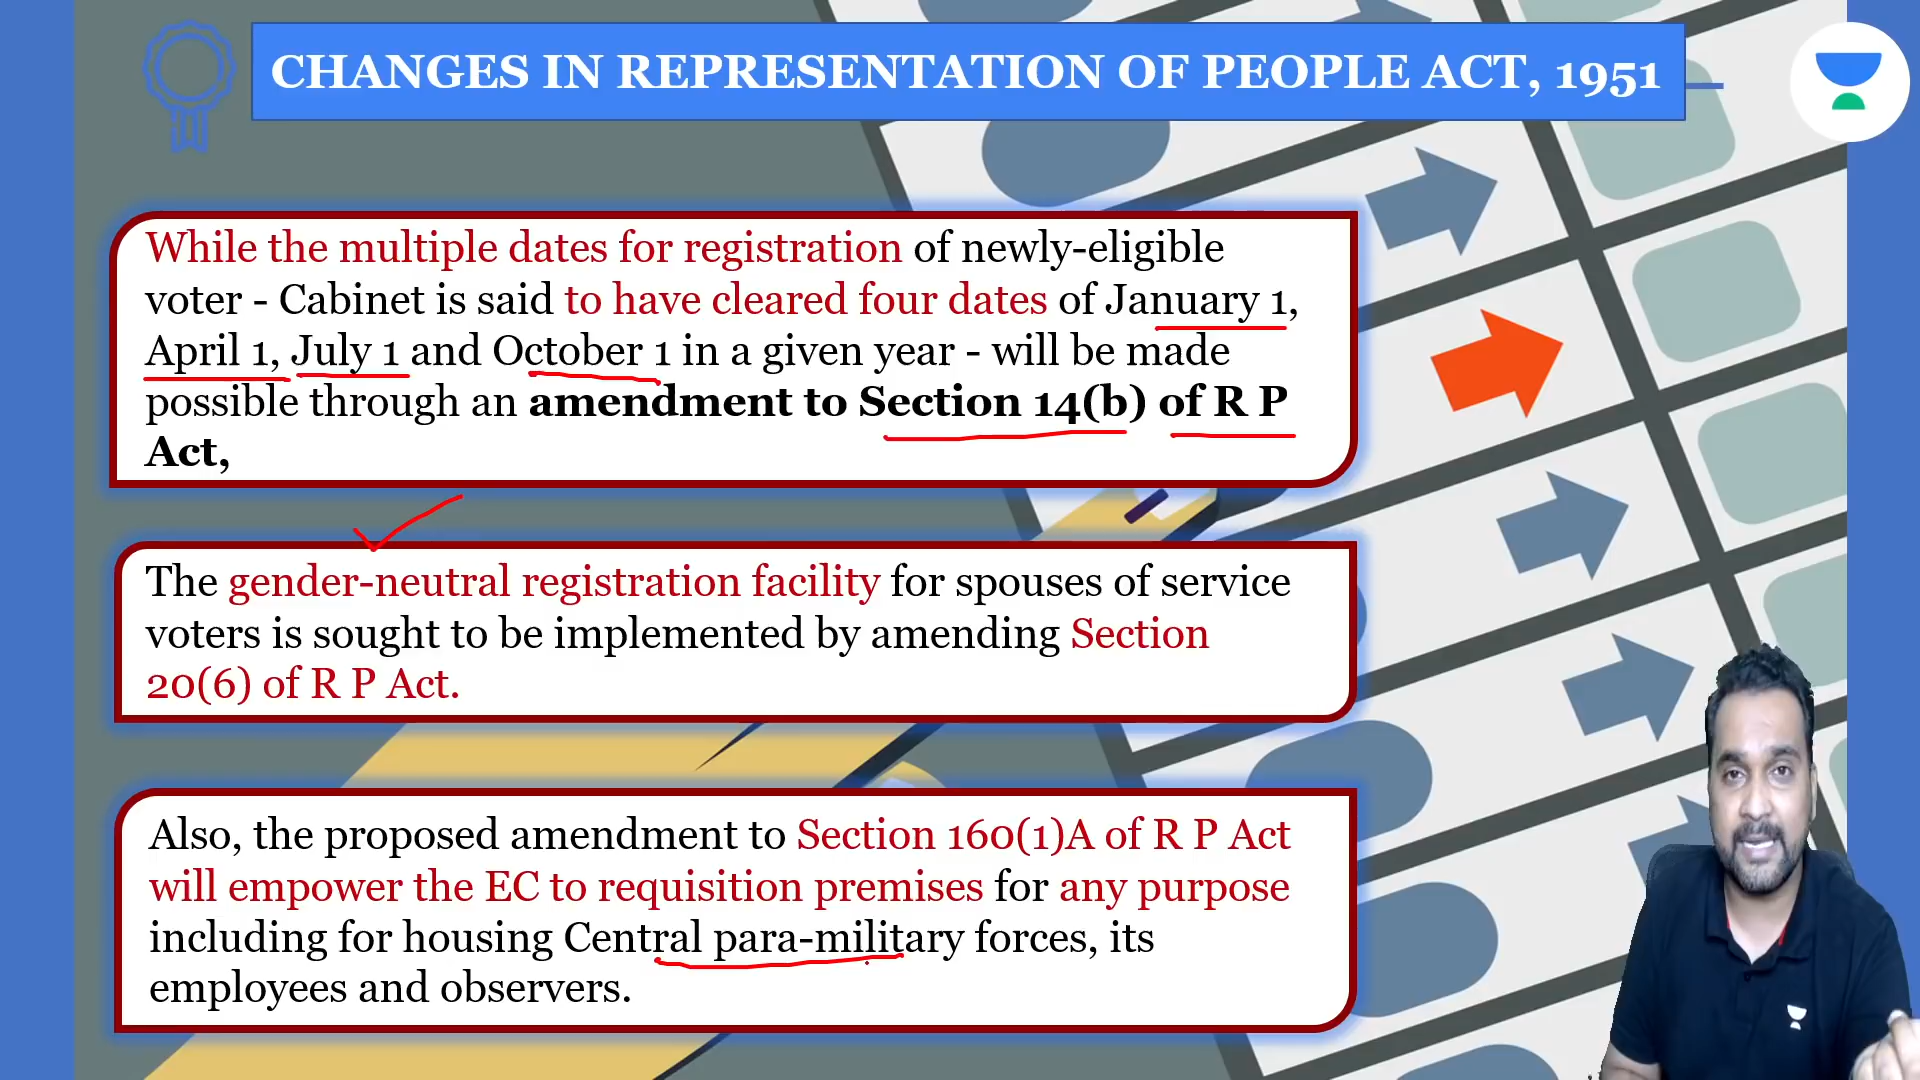 CHANGES IN REPRESENTATION OF PEOPLE ACT, 1951
While the multiple dates for registration of newly-eligible
voter - Cabinet is said to have cleared four dates of January 1,
April 1, July 1 and October 1 in a given year - will be made
possible through an amendment to Section 14(b) of R P
Act,
The gender-neutral registration facility for spouses of service
voters is sought to be implemented by amending Section
20(6) of R P Act.
Also, the proposed amendment to Section 160(1)A of R P Act
will empower the EC to requisition premises for any purpose
including for housing Central para-military forces, its
employees and observers.